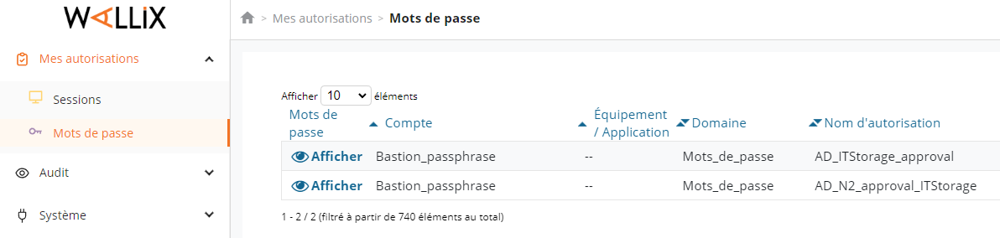 WALLIX
> Mes autorisations > Mots de passe
Mes autorisations
Sessions
Mots de passe
Audit
Système
Afficher 10 éléments
Mots de passe Compte Équipement / Application Domaine Nom d'autorisation
Afficher Bastion_passphrase -- Mots_de_passe AD_ITStorage_approval
Afficher Bastion_passphrase -- Mots_de_passe AD_N2_approval_ITStorage
1 - 2 / 2 (filtré à partir de 740 éléments au total)